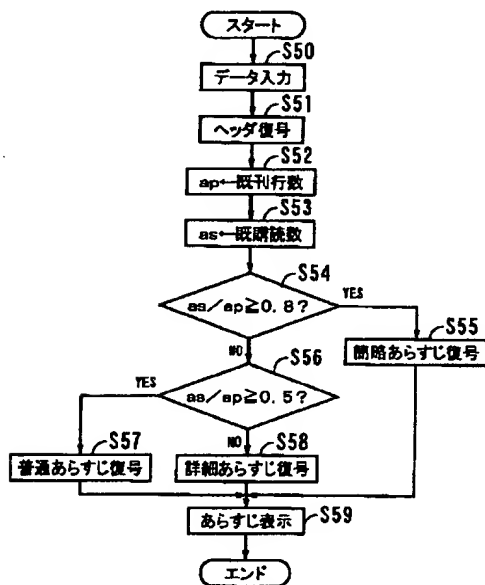 スタート
S50
データ入力
S51
ヘッダ復号
S52
ap←既刊行数
S53
as←既購読数
S54
as/ap≧0.8?
YES
S55
簡略あらすじ復号
NO
S56
as/ap≧0.5?
YES
S57
普通あらすじ復号
NO
S58
詳細あらすじ復号
あらすじ表示
S59
エンド